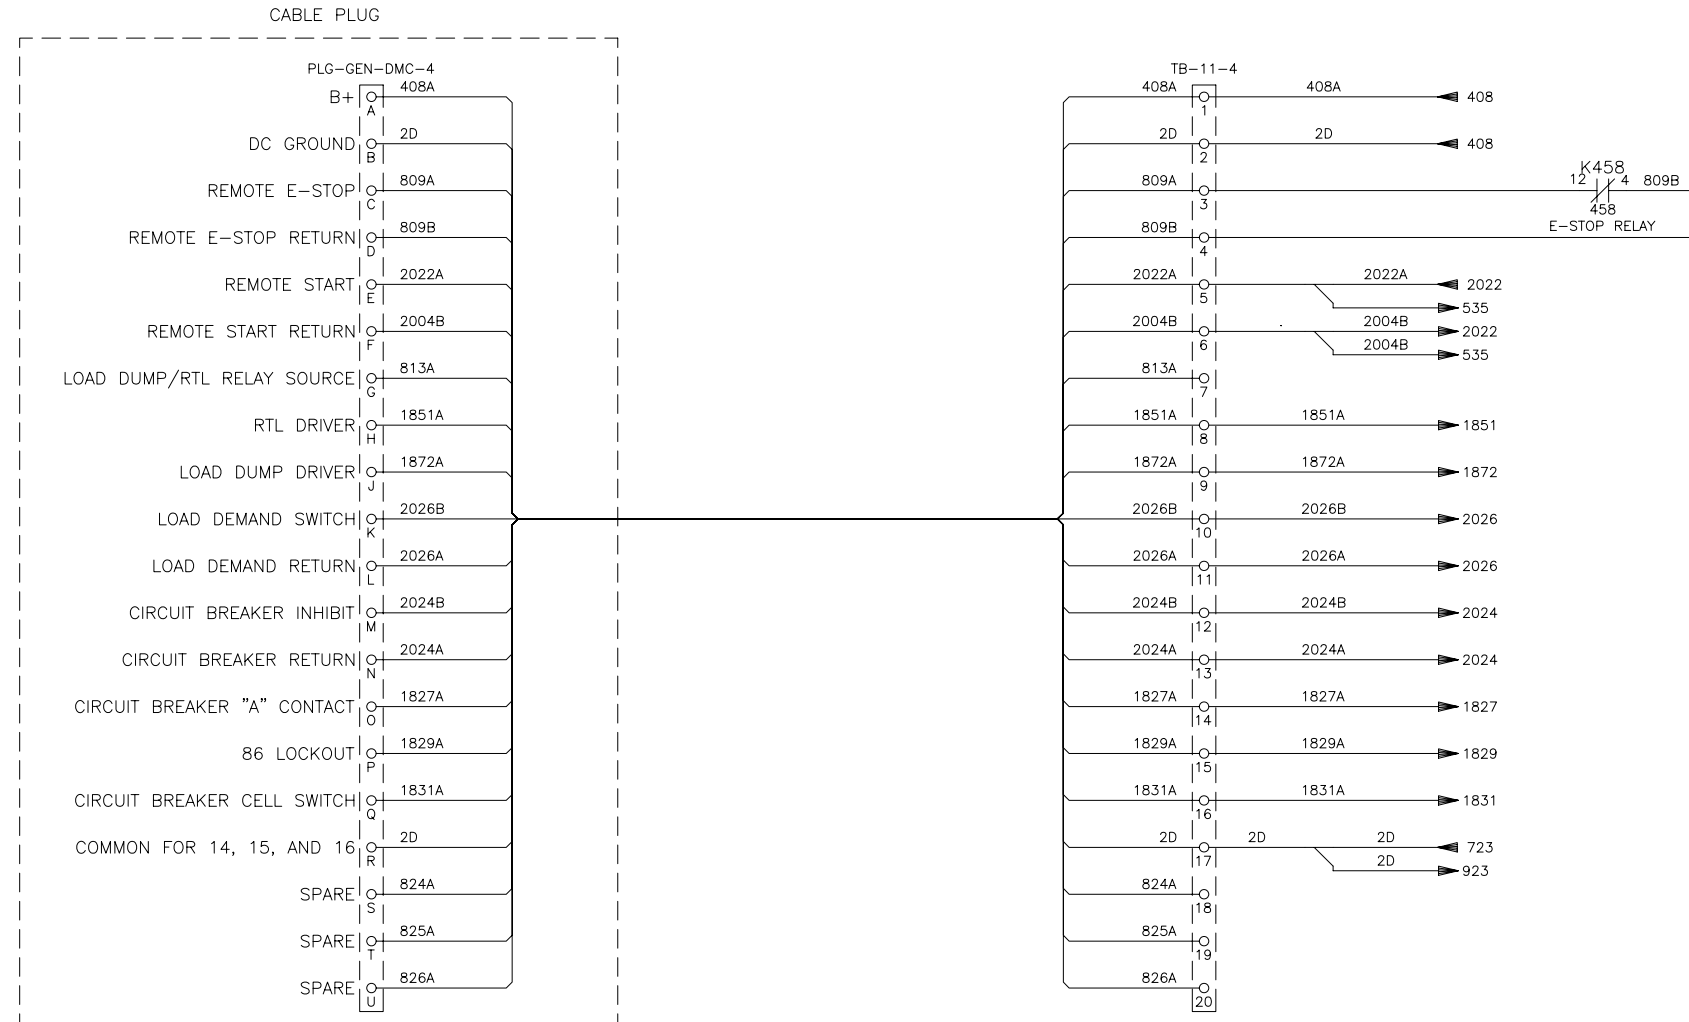 CABLE PLUG
PLG-GEN-DMC-4 TB-11-4
B+ A 408A 408A 1 408A 408
DC GROUND B 2D 2D 2 2D 408
K458
REMOTE E-STOP C 809A 809A 3 12 4 809B
458
E-STOP RELAY
REMOTE E-STOP RETURN D 809B 809B 4
REMOTE START E 2022A 2022A 5 2022A 2022
535
REMOTE START RETURN F 2004B 2004B 6 2004B 2022
2004B 535
LOAD DUMP/RTL RELAY SOURCE G 813A 813A 7
RTL DRIVER H 1851A 1851A 8 1851A 1851
LOAD DUMP DRIVER J 1872A 1872A 9 1872A 1872
LOAD DEMAND SWITCH K 2026B 2026B 10 2026B 2026
LOAD DEMAND RETURN L 2026A 2026A 11 2026A 2026
CIRCUIT BREAKER INHIBIT M 2024B 2024B 12 2024B 2024
CIRCUIT BREAKER RETURN N 2024A 2024A 13 2024A 2024
CIRCUIT BREAKER "A" CONTACT O 1827A 1827A 14 1827A 1827
86 LOCKOUT P 1829A 1829A 15 1829A 1829
CIRCUIT BREAKER CELL SWITCH Q 1831A 1831A 16 1831A 1831
COMMON FOR 14, 15, AND 16 R 2D 2D 17 2D 2D 723
2D 923
SPARE S 824A 824A 18
SPARE T 825A 825A 19
SPARE U 826A 826A 20